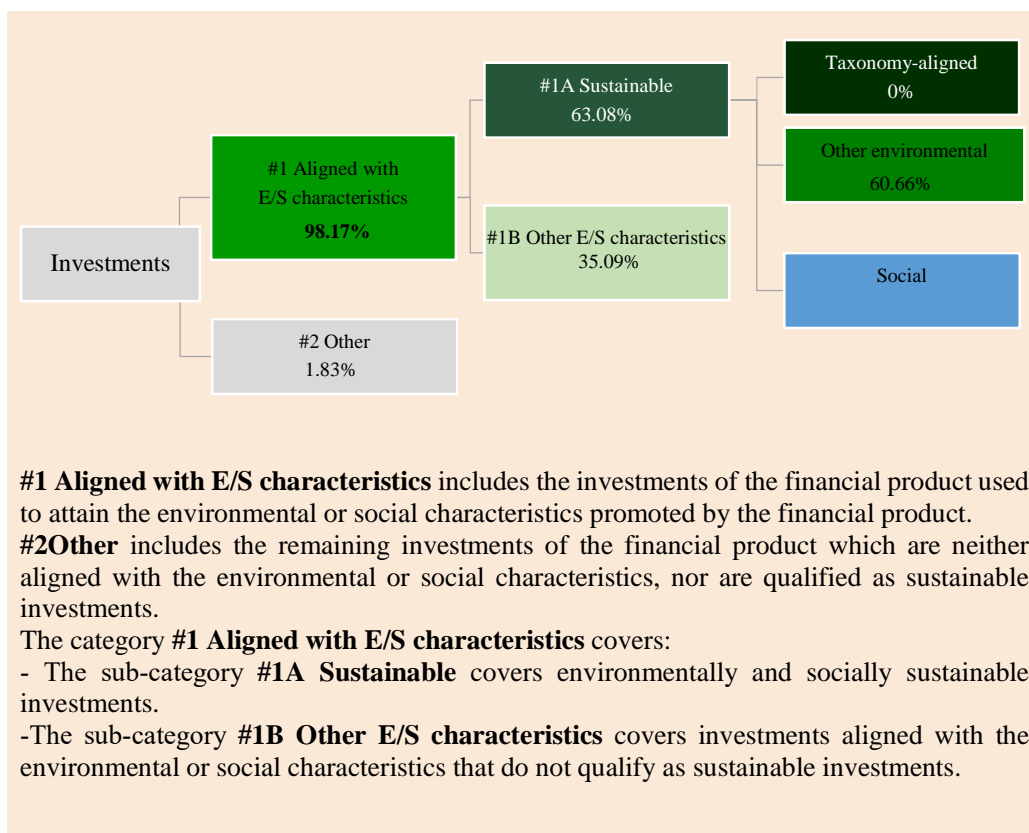 Investments
#1 Aligned with
E/S characteristics
98.17%
#2 Other
1.83%
#1A Sustainable
63.08%
#1B Other E/S characteristics
35.09%
Taxonomy-aligned
0%
Other environmental
60.66%
Social
#1 Aligned with E/S characteristics includes the investments of the financial product used
to attain the environmental or social characteristics promoted by the financial product.
#2Other includes the remaining investments of the financial product which are neither
aligned with the environmental or social characteristics, nor are qualified as sustainable
investments.
The category #1 Aligned with E/S characteristics covers:
- The sub-category #1A Sustainable covers environmentally and socially sustainable
investments.
-The sub-category #1B Other E/S characteristics covers investments aligned with the
environmental or social characteristics that do not qualify as sustainable investments.